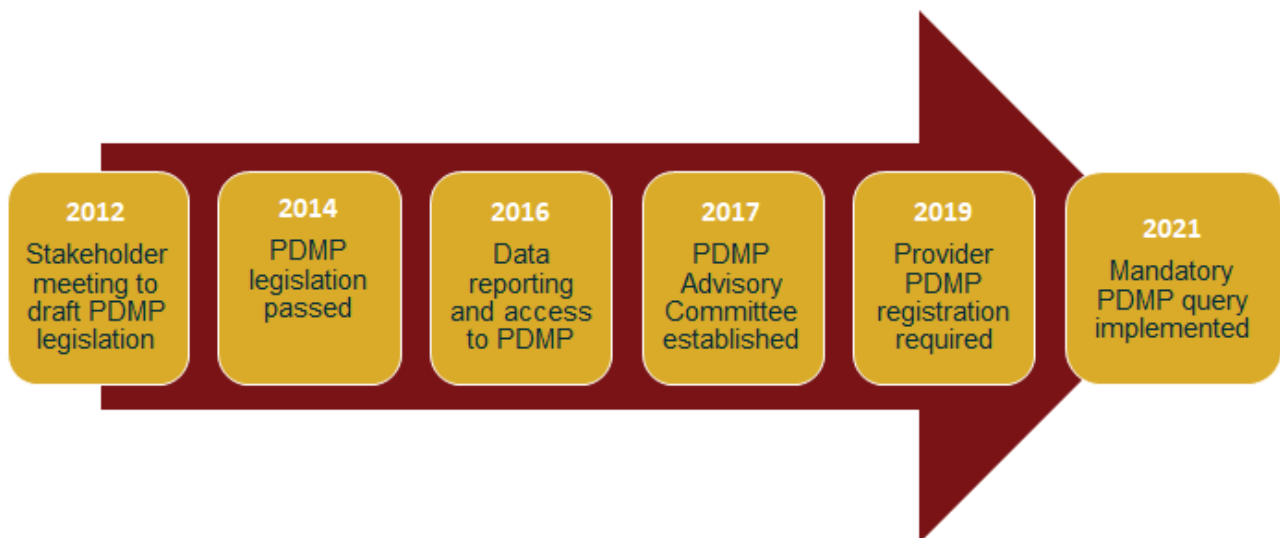 2012
Stakeholder
meeting to
draft PDMP
legislation
2014
PDMP
legislation
passed
2016
Data
reporting
and access
to PDMP
2017
PDMP
Advisory
Committee
established
2019
Provider
PDMP
registration
required
2021
Mandatory
PDMP query
implemented